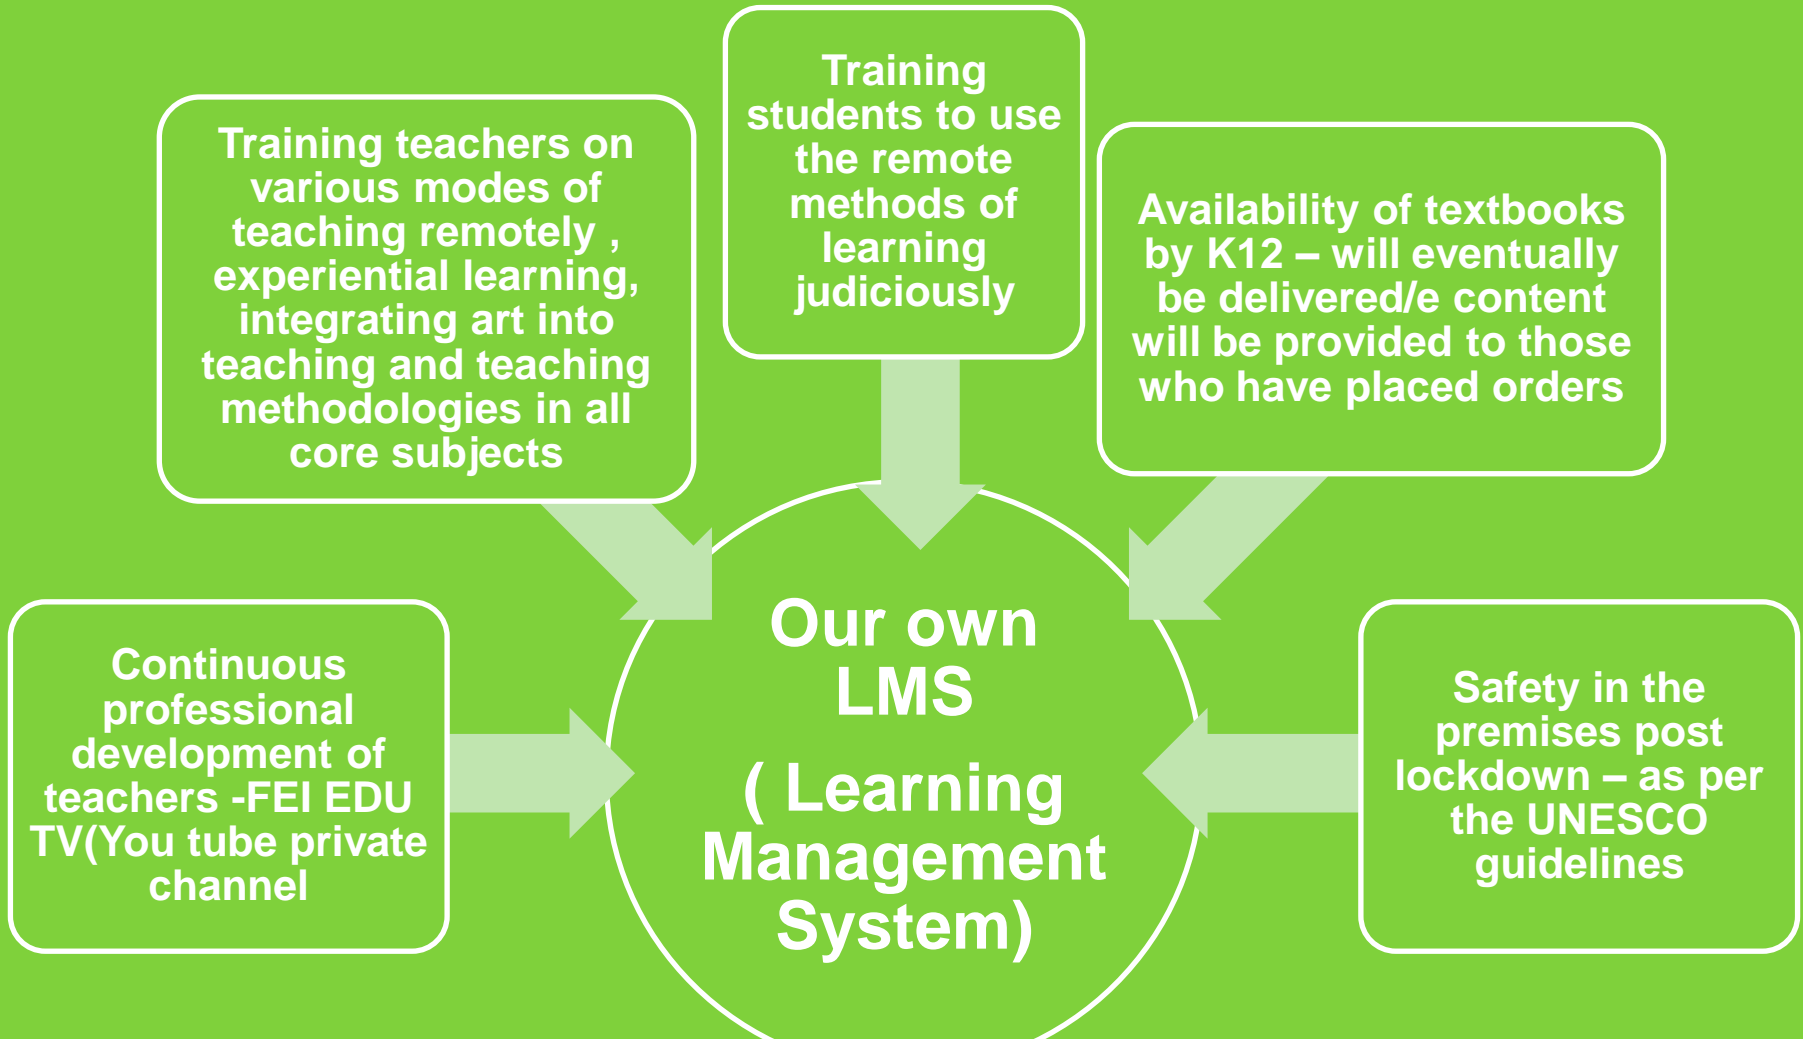 Training
students to use
the remote
methods of
learning
judiciously
Training teachers on
various modes of
teaching remotely ,
experiential learning,
integrating art into
teaching and teaching
methodologies in all
core subjects
Availability of textbooks
by K12 – will eventually
be delivered/e content
will be provided to those
who have placed orders
Continuous
professional
development of
teachers -FEI EDU
TV(You tube private
channel
Our own
LMS
( Learning
Management
System)
Safety in the
premises post
lockdown – as per
the UNESCO
guidelines